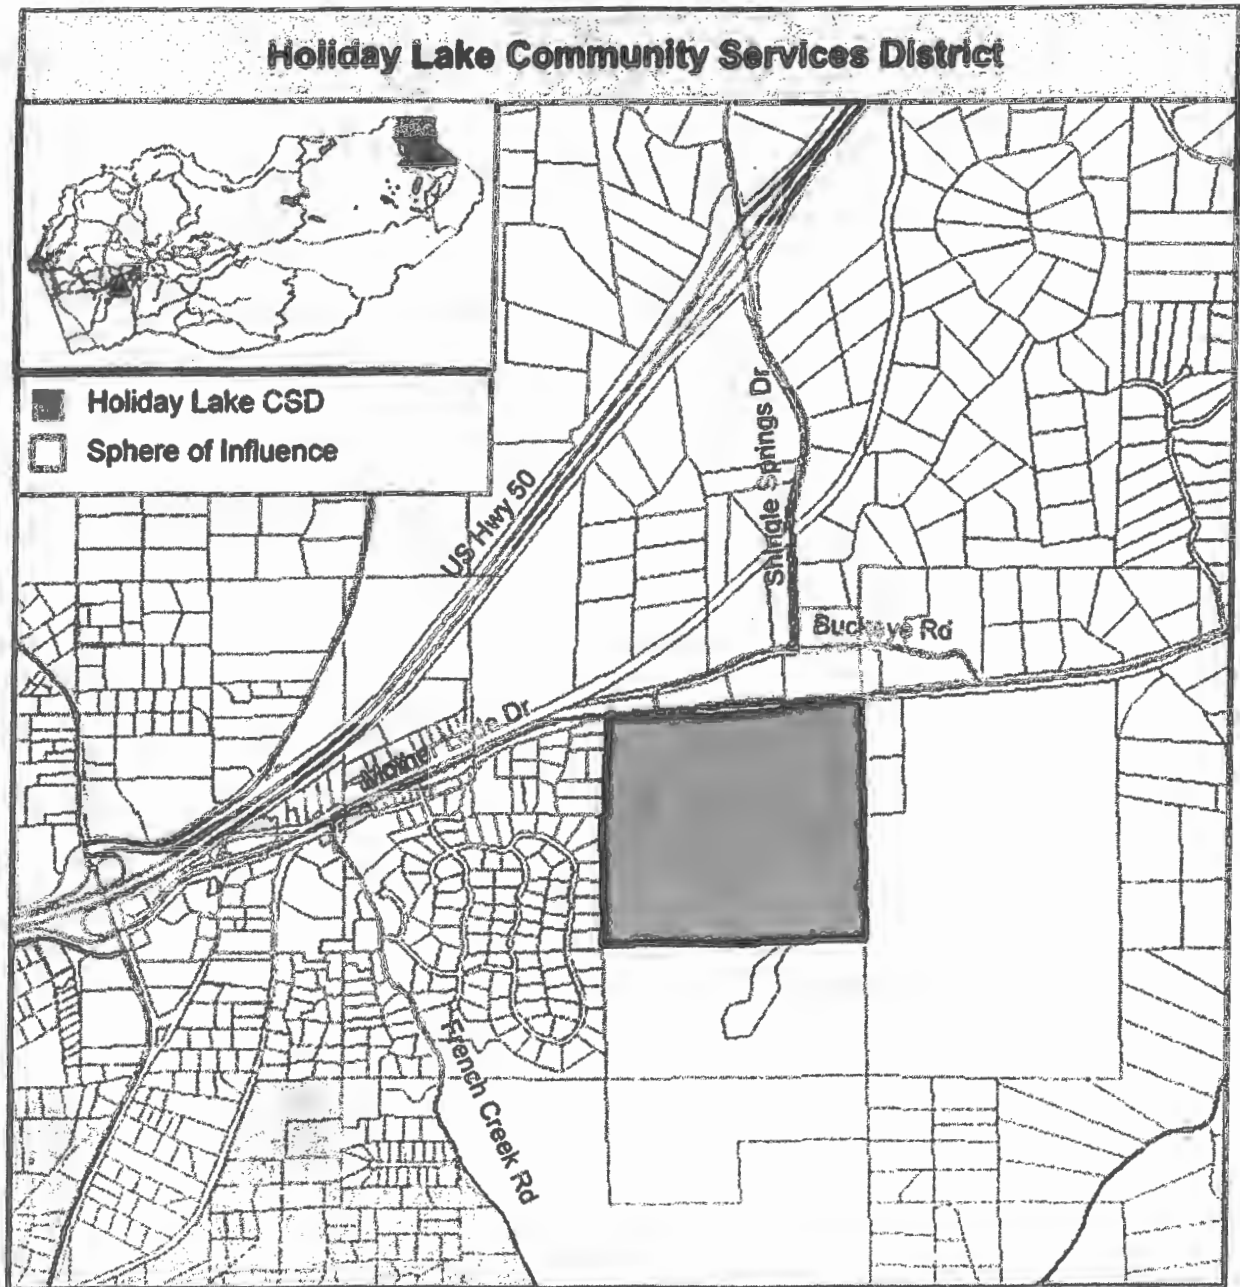 Holiday Lake Community Services District
Holiday Lake CSD
Sphere of Influence
US Hwy 50
Shingle Springs Dr
Buckeye Rd
Mother Lode Dr
French Creek Rd